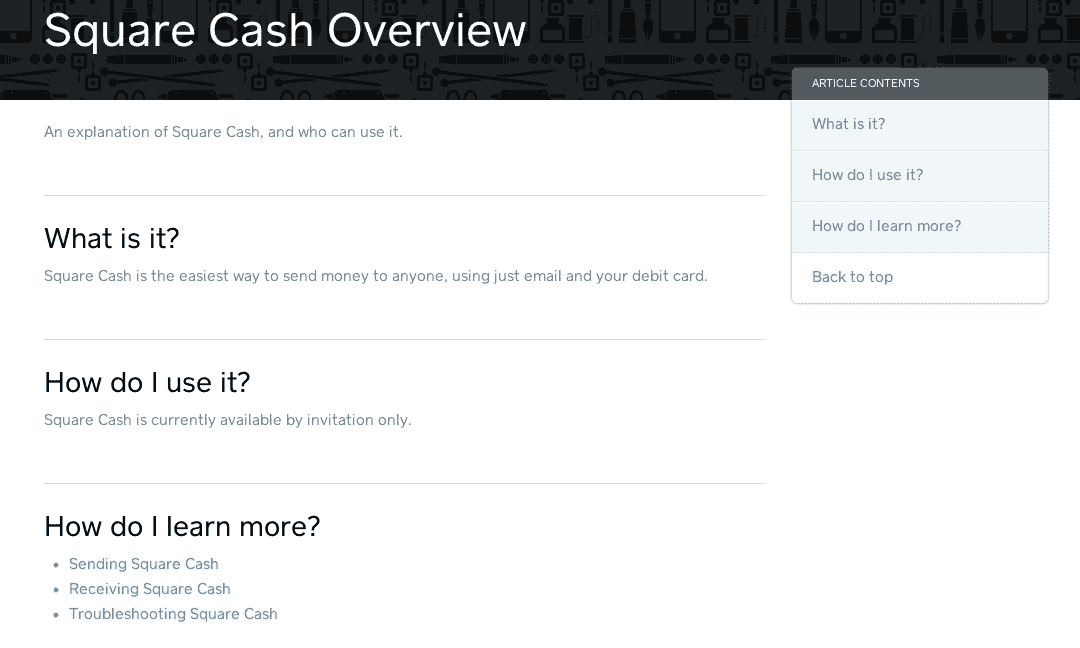 Square Cash Overview
ARTICLE CONTENTS
What is it?
How do I use it?
How do I learn more?
Back to top
An explanation of Square Cash, and who can use it.
What is it?
Square Cash is the easiest way to send money to anyone, using just email and your debit card.
How do I use it?
Square Cash is currently available by invitation only.
How do I learn more?
• Sending Square Cash
• Receiving Square Cash
• Troubleshooting Square Cash